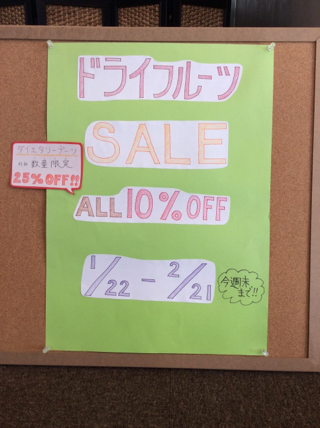 ドライフルーツ
SALE
ダイエタリーデーツ
数量限定
25%OFF!!
ALL 10% OFF
1/22 - 2/21
今週末
まで!!